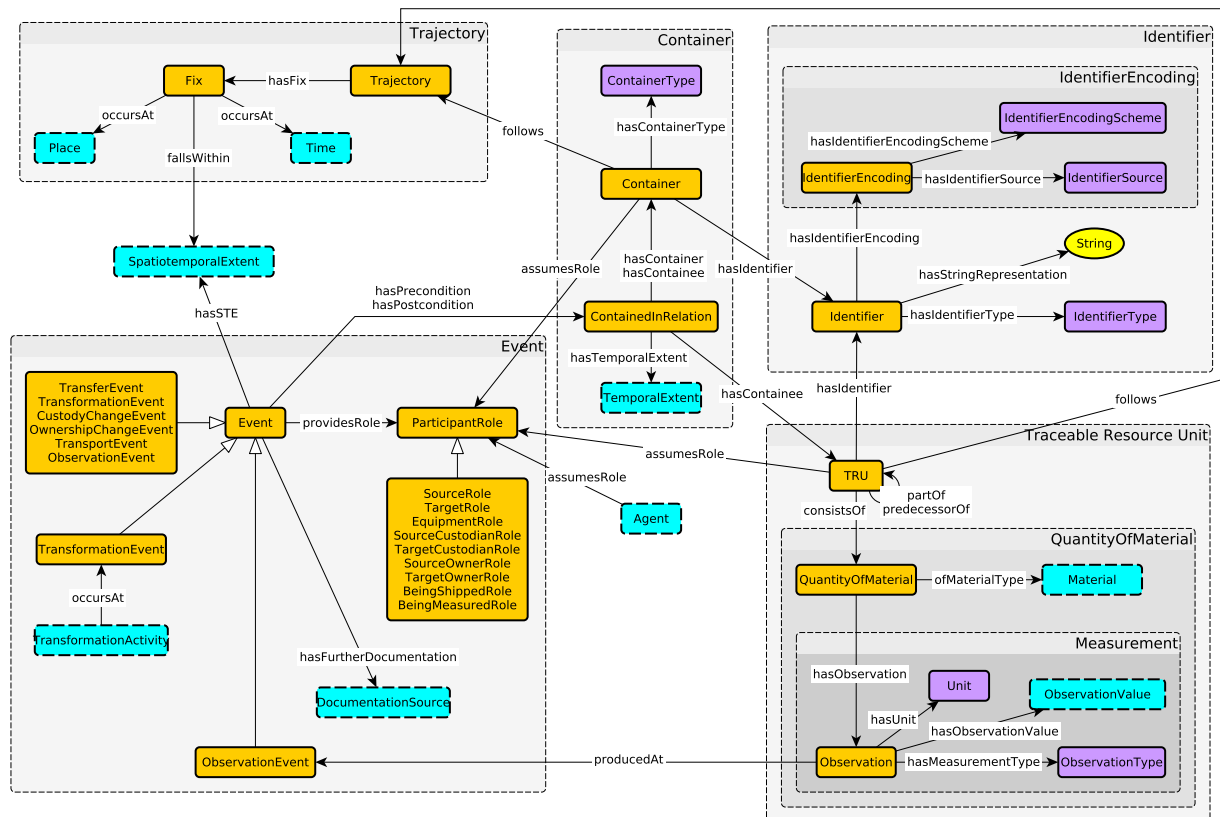 Trajectory
Container
Identifier
Fix
hasFix
Trajectory
occursAt
occursAt
Place
Time
fallsWithin
SpatiotemporalExtent
hasSTE
follows
ContainerType
hasContainerType
Container
assumesRole
hasContainer
hasContainee
hasIdentifier
ContainedInRelation
hasTemporalExtent
TemporalExtent
hasContainee
hasPrecondition
hasPostcondition
IdentifierEncoding
IdentifierEncodingScheme
hasIdentifierEncodingScheme
IdentifierEncoding
hasIdentifierSource
IdentifierSource
hasIdentifierEncoding
String
hasStringRepresentation
Identifier
hasIdentifierType
IdentifierType
hasIdentifier
follows
Event
TransferEvent
TransformationEvent
CustodyChangeEvent
OwnershipChangeEvent
TransportEvent
ObservationEvent
Event
providesRole
ParticipantRole
assumesRole
assumesRole
Agent
SourceRole
TargetRole
EquipmentRole
SourceCustodianRole
TargetCustodianRole
SourceOwnerRole
TargetOwnerRole
BeingShippedRole
BeingMeasuredRole
TransformationEvent
occursAt
TransformationActivity
hasFurtherDocumentation
DocumentationSource
ObservationEvent
producedAt
Traceable Resource Unit
TRU
partOf
predecessorOf
consistsOf
QuantityOfMaterial
QuantityOfMaterial
ofMaterialType
Material
Measurement
hasObservation
Unit
ObservationValue
hasUnit
hasObservationValue
Observation
hasMeasurementType
ObservationType